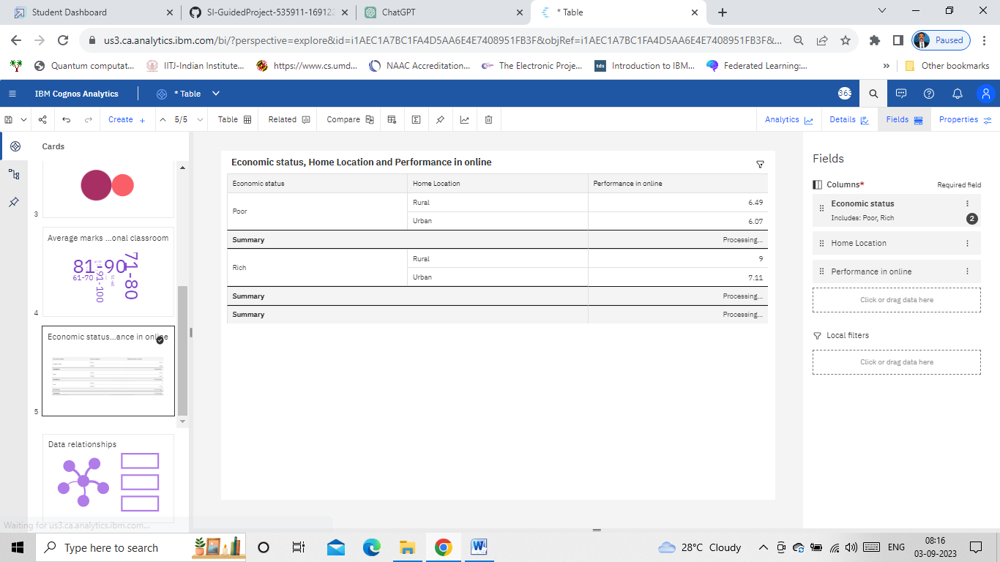 Student Dashboard
SI-GuidedProject-535911-169122
ChatGPT
* Table
us3.ca.analytics.ibm.com/bi/?perspective=explore&id=i1AEC1A7BC1FA4D5AA6E4E7408951FB3F&objRef=i1AEC1A7BC1FA4D5AA6E4E7408951FB3F&...
Paused
Quantum computat...
IITJ-Indian Institute...
https://www.cs.umd...
NAAC Accreditation...
The Electronic Proje...
tds
Introduction to IBM...
Federated Learning:...
»
Other bookmarks
IBM Cognos Analytics
* Table
363
Create +
5/5
Table
Related
Compare
Analytics
Details
Fields
Properties
Cards
3
Average marks ...onal classroom
81-90
71-80
61-70
91-100
4
Economic status...ance in online
5
Data relationships
Economic status, Home Location and Performance in online
Economic status Home Location Performance in online
Poor Rural 6.49
Urban 6.07
Summary Processing...
Rich Rural 9
Urban 7.11
Summary Processing...
Summary Processing...
Fields
Columns* Required field
Economic status
Includes: Poor, Rich 2
Home Location
Performance in online
Click or drag data here
Local filters
Click or drag data here
Waiting for us3.ca.analytics.ibm.com...
Type here to search
28°C Cloudy
ENG
08:16
03-09-2023